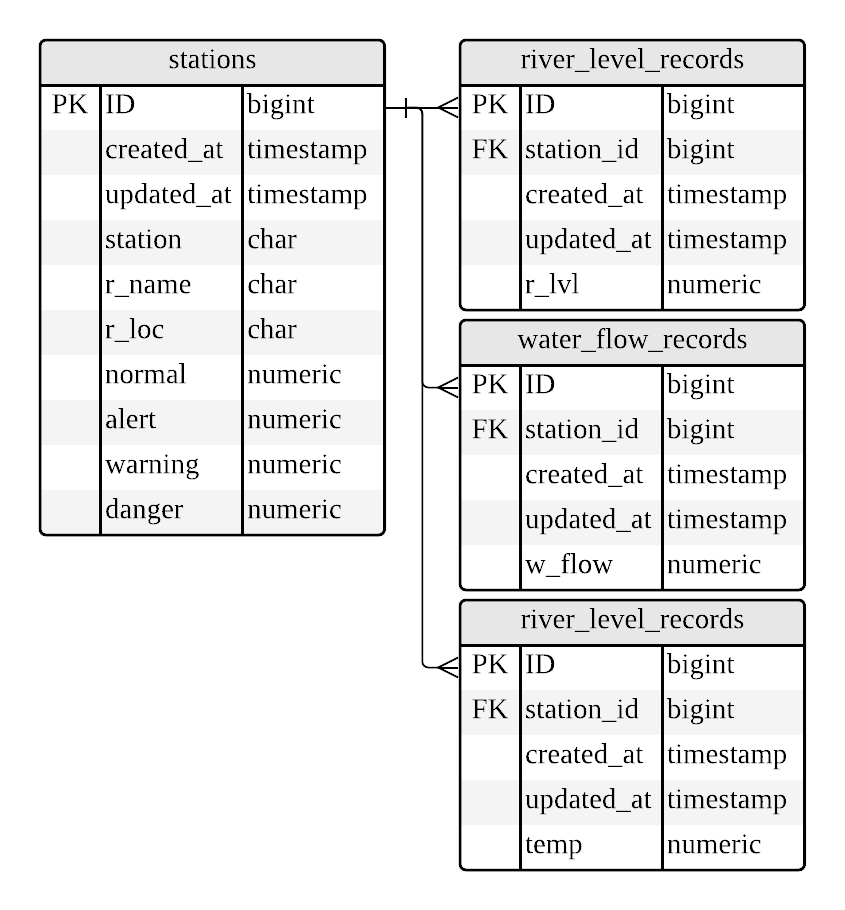 stations
PK ID bigint
created_at timestamp
updated_at timestamp
station char
r_name char
r_loc char
normal numeric
alert numeric
warning numeric
danger numeric
river_level_records
PK ID bigint
FK station_id bigint
created_at timestamp
updated_at timestamp
r_lvl numeric
water_flow_records
PK ID bigint
FK station_id bigint
created_at timestamp
updated_at timestamp
w_flow numeric
river_level_records
PK ID bigint
FK station_id bigint
created_at timestamp
updated_at timestamp
temp numeric